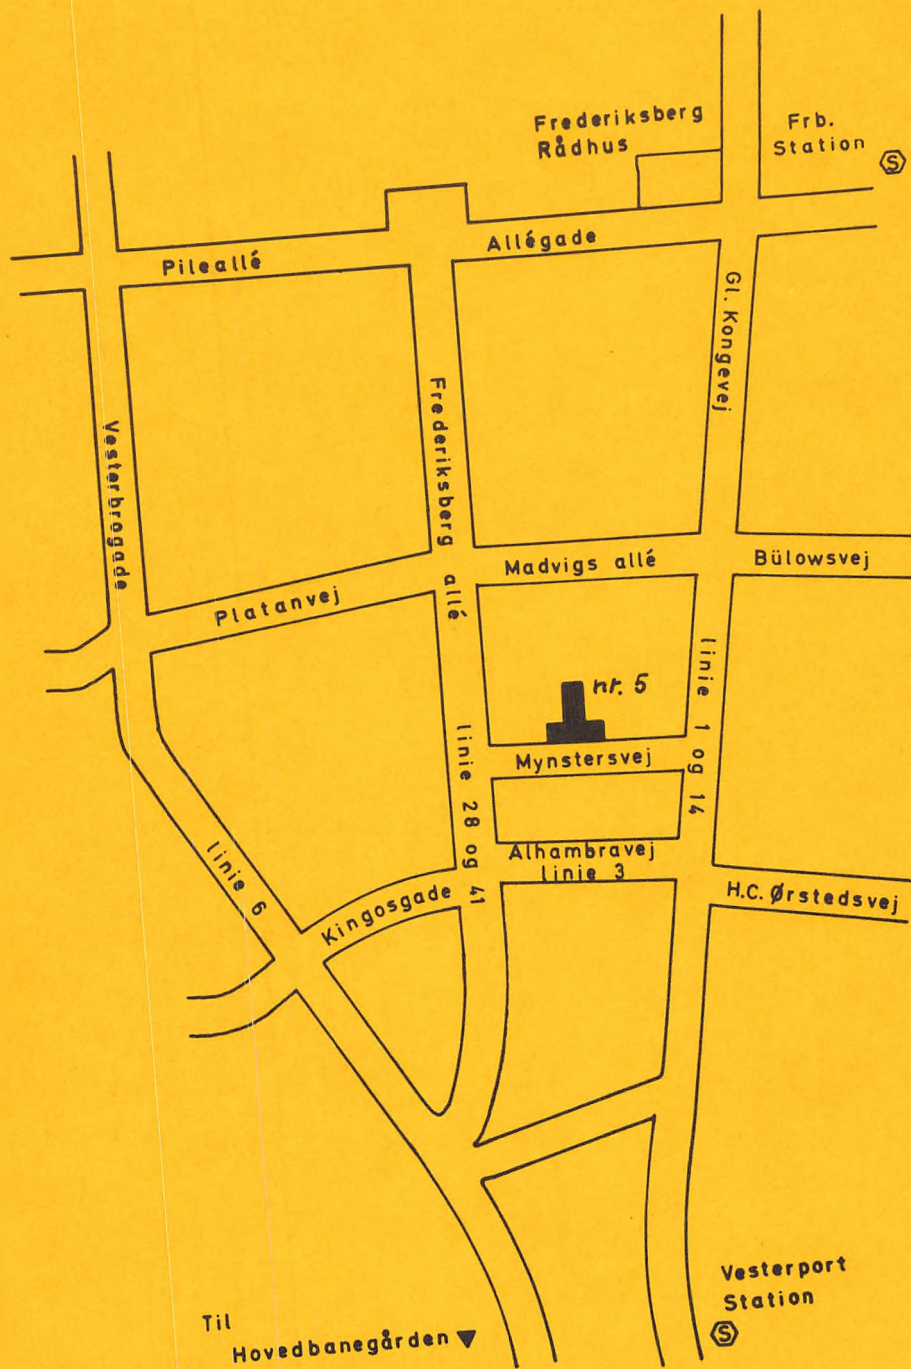 Frederiksberg
Rådhus
Frb.
Station
S
Pileallé
Allégade
Gl. Kongevej
Vesterbrogade
Frederiksberg allé
Madvigs allé
Bülowsvej
Platanvej
nr. 5
linie 1 og 14
Mynstersvej
linie 28 og 41
linie 6
Alhambravej
linie 3
Kingosgade
H.C. Ørstedsvej
Vesterport
Station
S
Til
Hovedbanegården